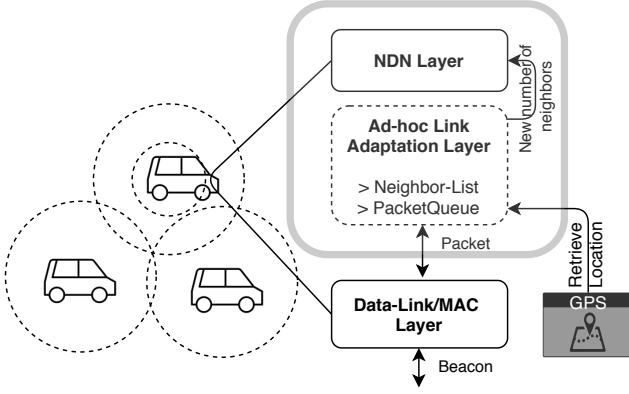 NDN Layer
New number of
neighbors
Ad-hoc Link
Adaptation Layer
> Neighbor-List
> PacketQueue
Packet
Retrieve
Location
GPS
Data-Link/MAC
Layer
Beacon